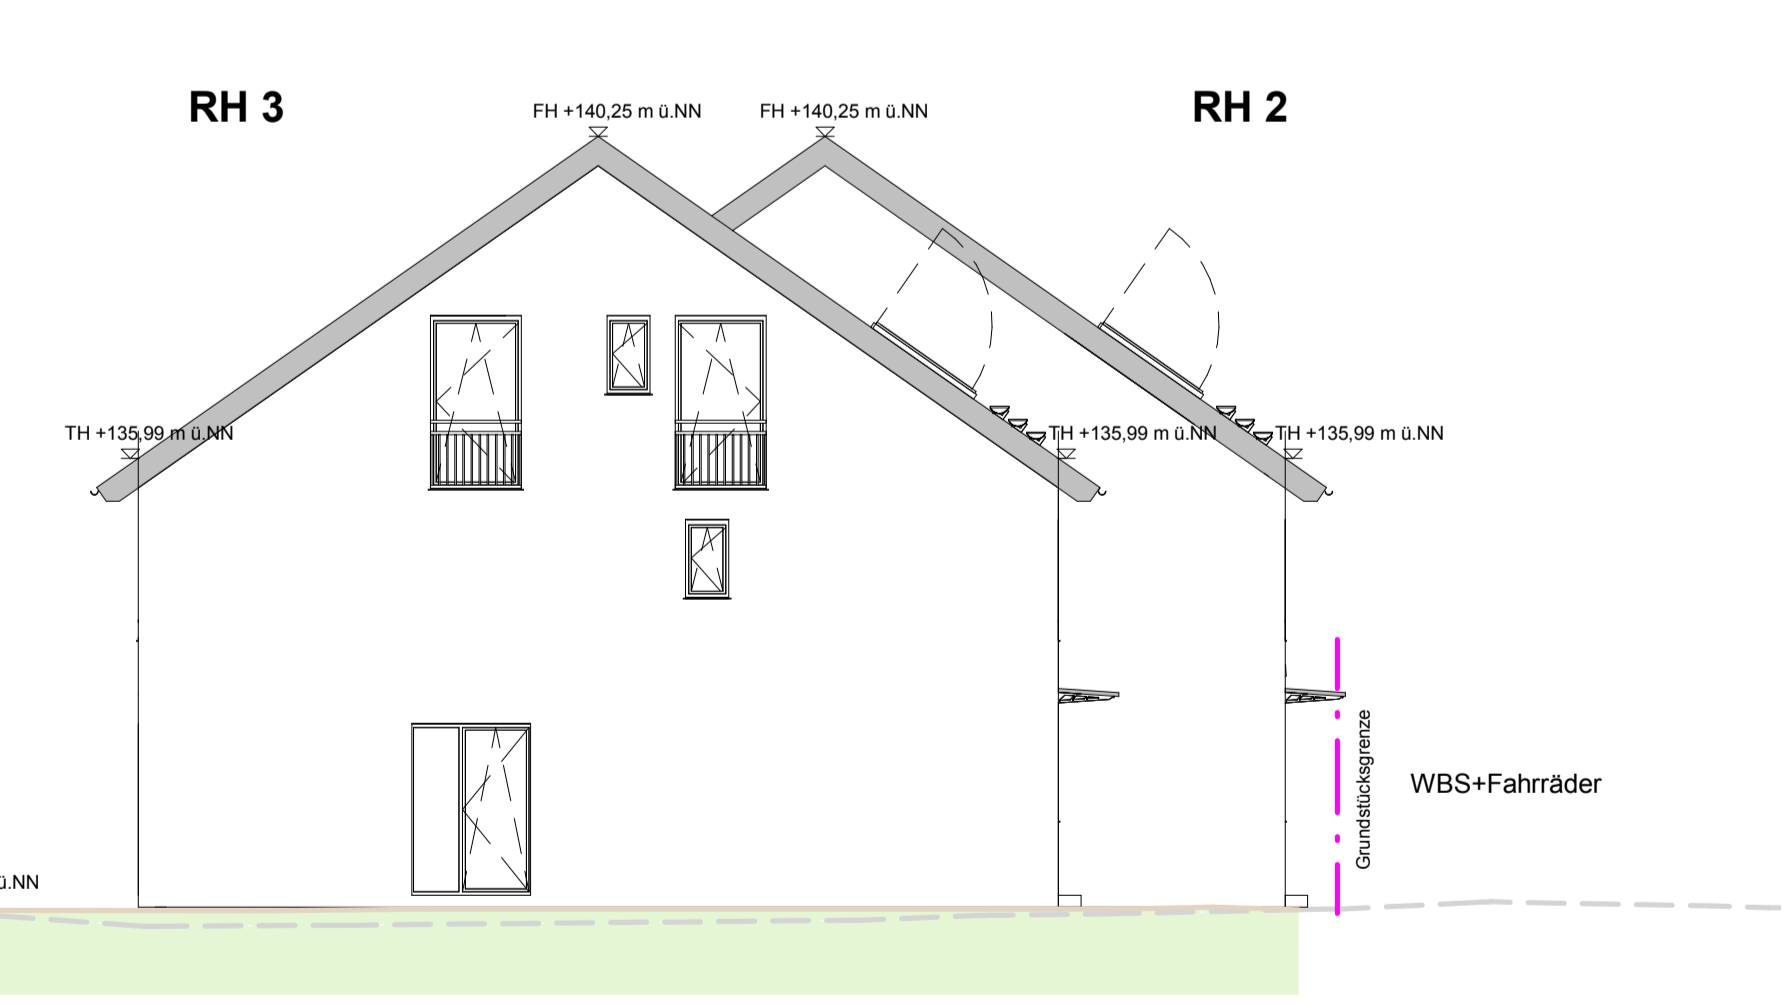 RH 3
FH +140,25 m ü.NN
FH +140,25 m ü.NN
RH 2
TH +135,99 m ü.NN
TH +135,99 m ü.NN
TH +135,99 m ü.NN
Grundstücksgrenze
WBS+Fahrräder
ü.NN